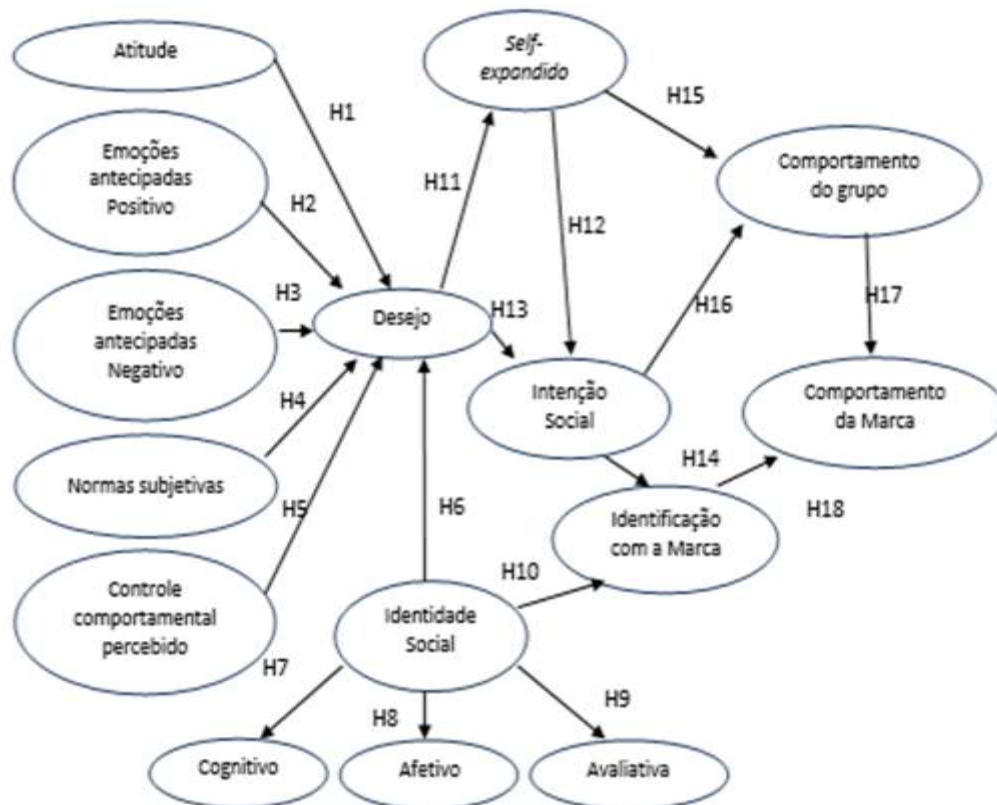 Atitude
Self-
expandido
H1
H15
Emoções
antecipadas
Positivo
Comportamento
do grupo
H11
H2
H12
H3
Emoções
antecipadas
Negativo
Desejo
H13
H16
H17
H4
Intenção
Social
Comportamento
da Marca
Normas subjetivas
H14
H5
H6
H18
Identificação
com a Marca
H10
Controle
comportamental
percebido
Identidade
Social
H7
H8
H9
Cognitivo
Afetivo
Avaliativa